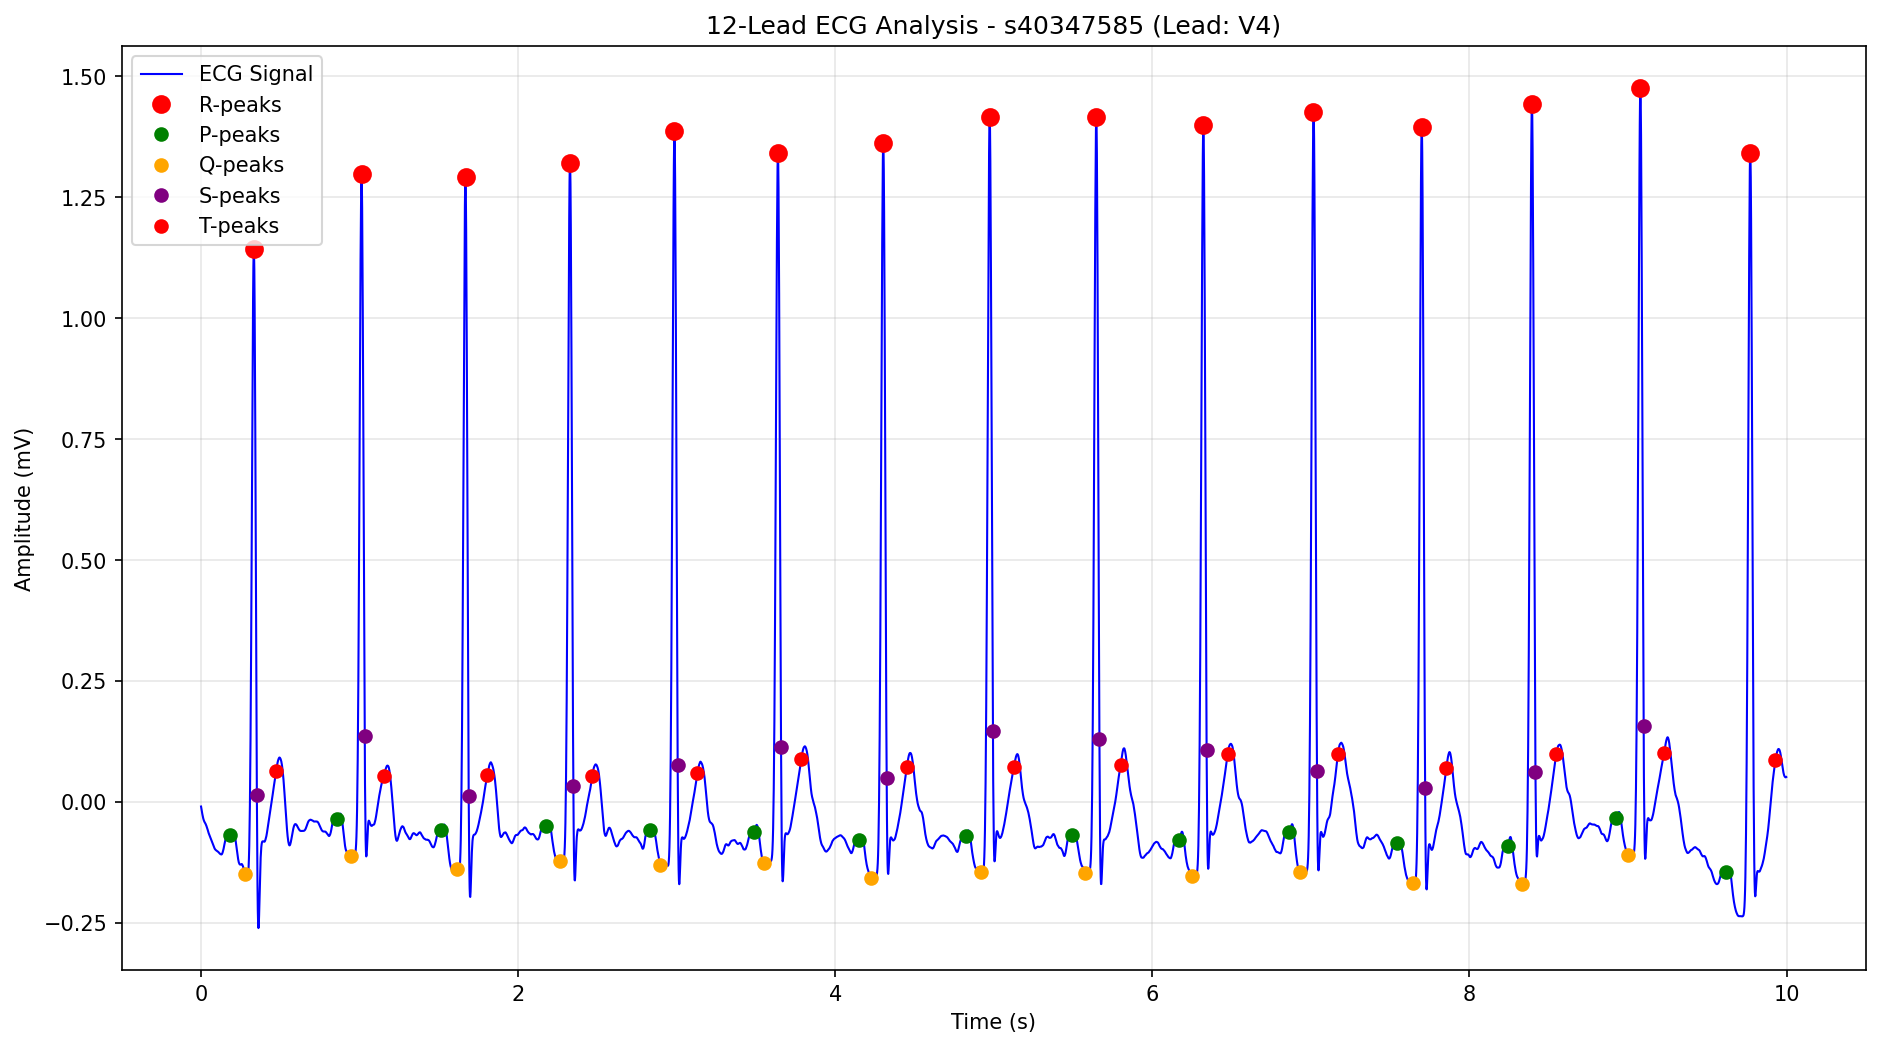 12-Lead ECG Analysis - s40347585 (Lead: V4)
ECG Signal
R-peaks
P-peaks
Q-peaks
S-peaks
T-peaks
1.50
1.25
1.00
0.75
0.50
0.25
0.00
−0.25
Amplitude (mV)
0 2 4 6 8 10
Time (s)